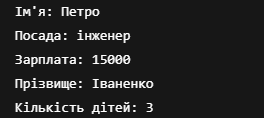 Ім'я: Петро
Посада: інженер
Зарплата: 15000
Прізвище: Іваненко
Кількість дітей: 3